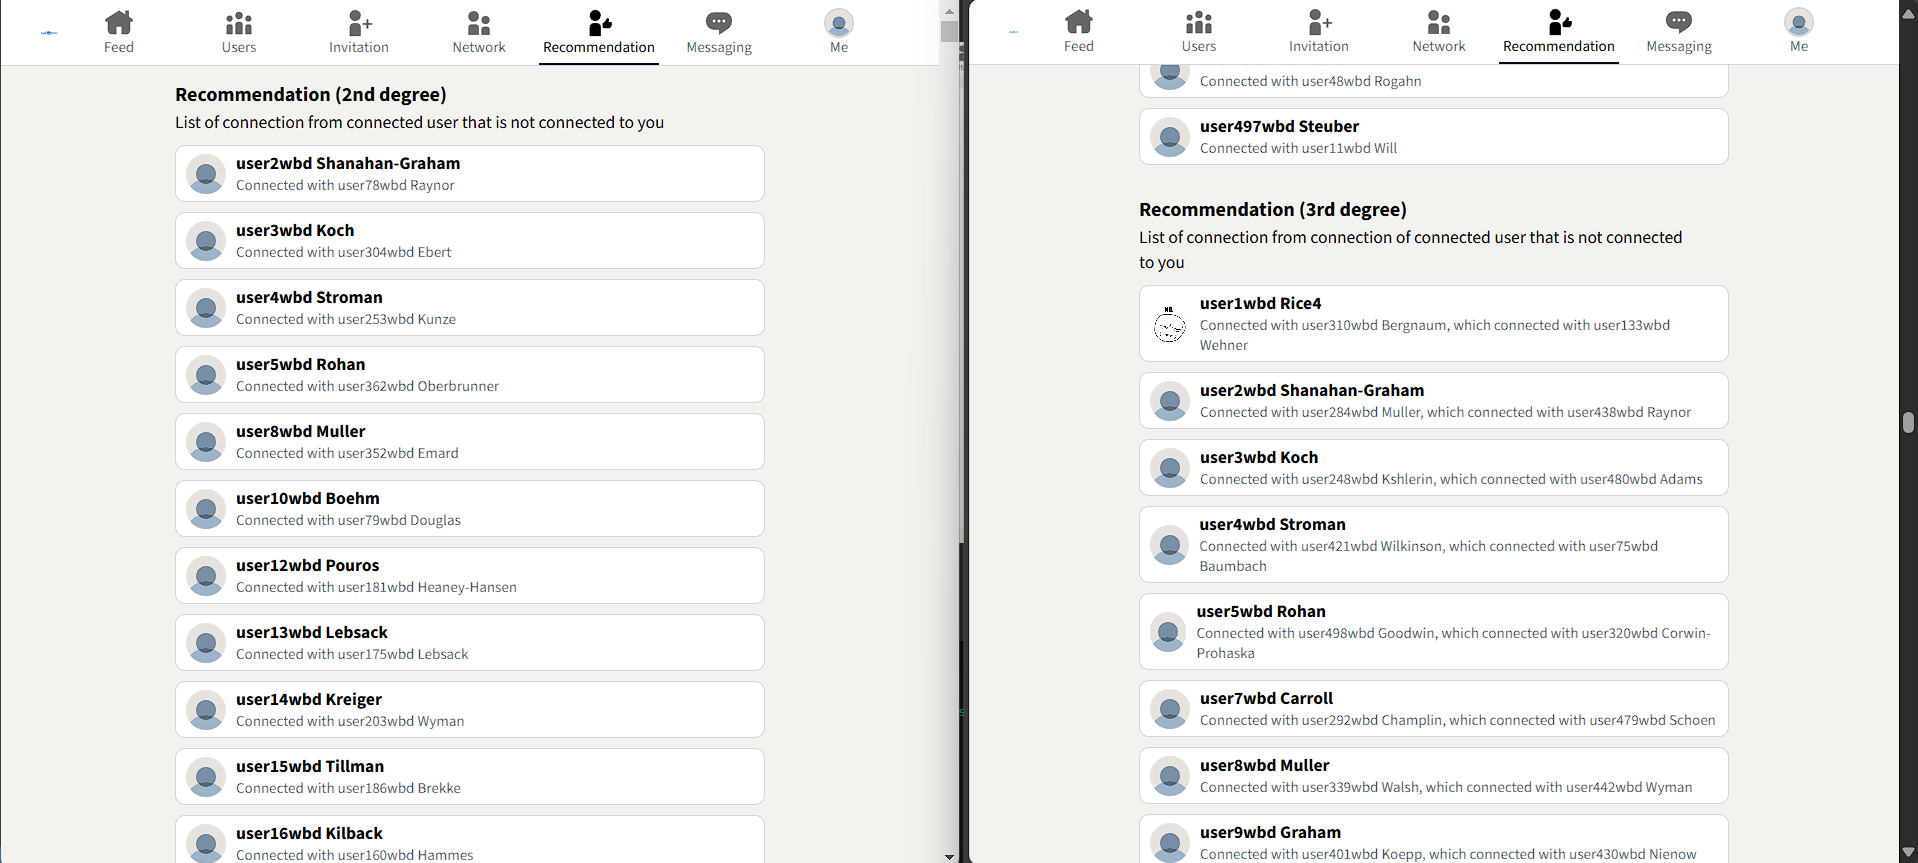 Feed
Users
Invitation
Network
Recommendation
Messaging
Me
Recommendation (2nd degree)
List of connection from connected user that is not connected to you
user2wbd Shanahan-Graham
Connected with user78wbd Raynor
user3wbd Koch
Connected with user304wbd Ebert
user4wbd Stroman
Connected with user253wbd Kunze
user5wbd Rohan
Connected with user362wbd Oberbrunner
user8wbd Muller
Connected with user352wbd Emard
user10wbd Boehm
Connected with user79wbd Douglas
user12wbd Pouros
Connected with user181wbd Heaney-Hansen
user13wbd Lebsack
Connected with user175wbd Lebsack
user14wbd Kreiger
Connected with user203wbd Wyman
user15wbd Tillman
Connected with user186wbd Brekke
user16wbd Kilback
Connected with user160wbd Hammes
Feed
Users
Invitation
Network
Recommendation
Messaging
Me
Connected with user48wbd Rogahn
user497wbd Steuber
Connected with user11wbd Will
Recommendation (3rd degree)
List of connection from connection of connected user that is not connected
to you
user1wbd Rice4
Connected with user310wbd Bergnaum, which connected with user133wbd
Wehner
user2wbd Shanahan-Graham
Connected with user284wbd Muller, which connected with user438wbd Raynor
user3wbd Koch
Connected with user248wbd Kshlerin, which connected with user480wbd Adams
user4wbd Stroman
Connected with user421wbd Wilkinson, which connected with user75wbd
Baumbach
user5wbd Rohan
Connected with user498wbd Goodwin, which connected with user320wbd Corwin-
Prohaska
user7wbd Carroll
Connected with user292wbd Champlin, which connected with user479wbd Schoen
user8wbd Muller
Connected with user339wbd Walsh, which connected with user442wbd Wyman
user9wbd Graham
Connected with user401wbd Koepp, which connected with user430wbd Nienow